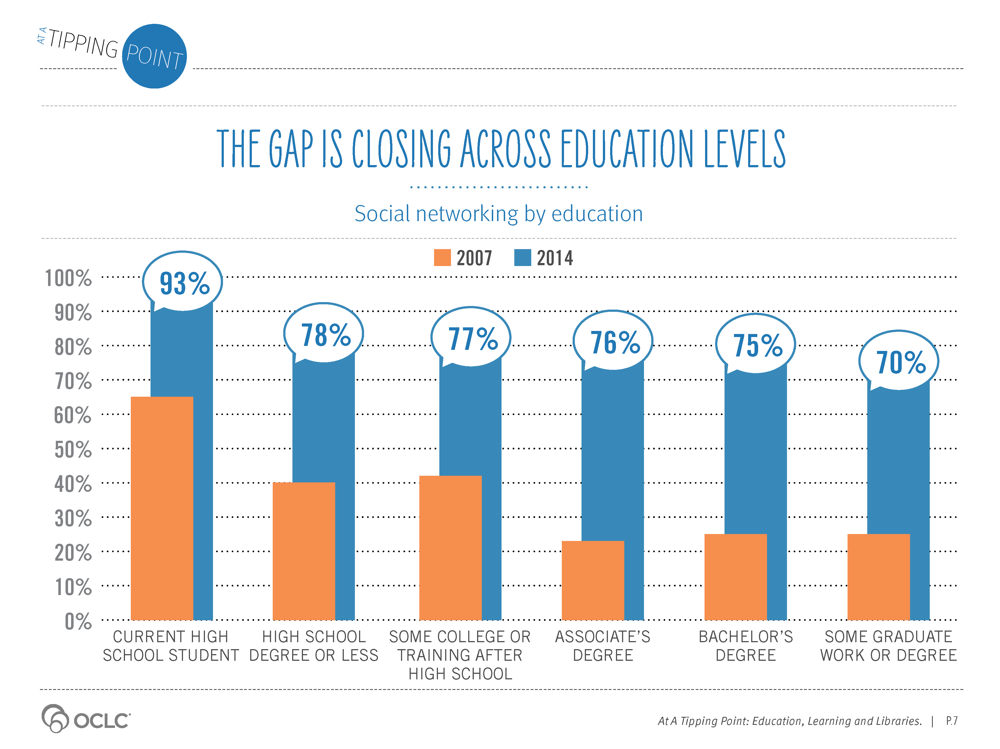 AT A TIPPING POINT
THE GAP IS CLOSING ACROSS EDUCATION LEVELS
Social networking by education
2007 2014
100%
90%
80%
70%
60%
50%
40%
30%
20%
10%
0%
93%
78%
77%
76%
75%
70%
CURRENT HIGH
SCHOOL STUDENT
HIGH SCHOOL
DEGREE OR LESS
SOME COLLEGE OR
TRAINING AFTER
HIGH SCHOOL
ASSOCIATE’S
DEGREE
BACHELOR’S
DEGREE
SOME GRADUATE
WORK OR DEGREE
OCLC
At A Tipping Point: Education, Learning and Libraries. | P.7